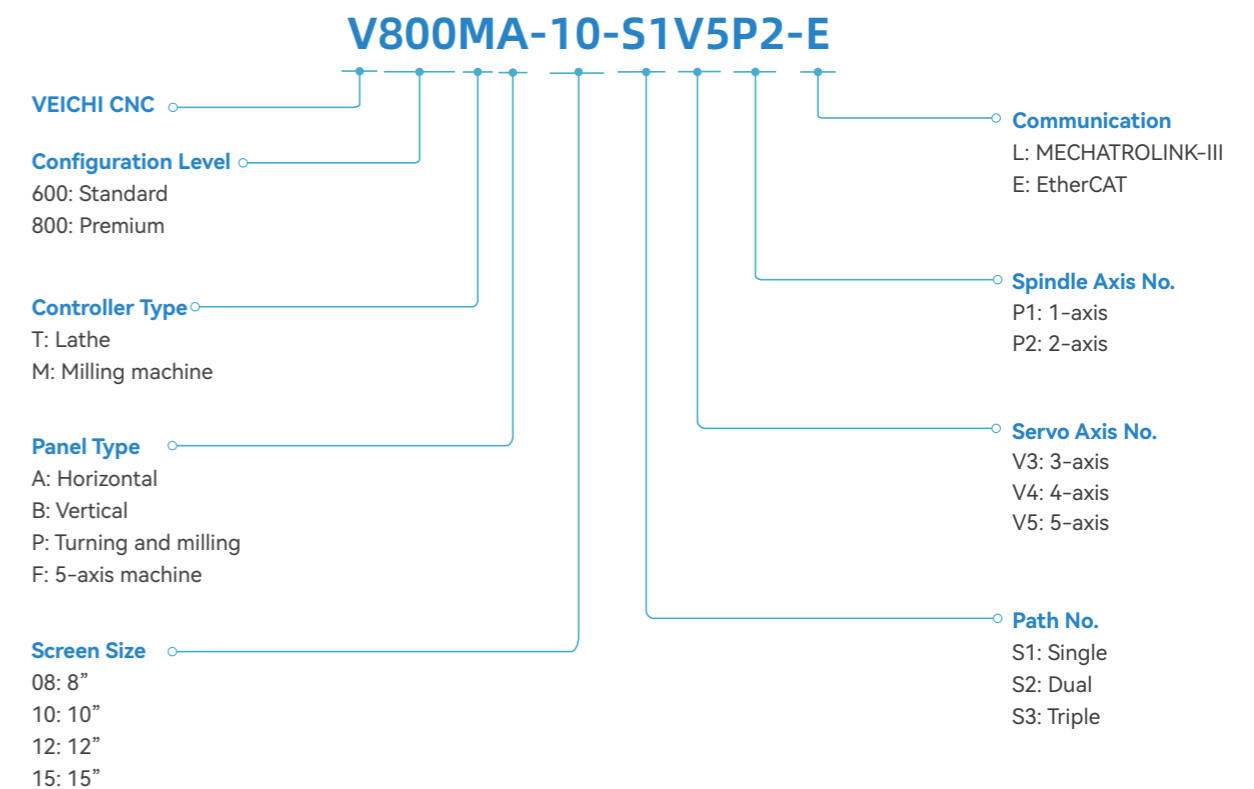 V800MA-10-S1V5P2-E
VEICHI CNC
Configuration Level
600: Standard
800: Premium
Controller Type
T: Lathe
M: Milling machine
Panel Type
A: Horizontal
B: Vertical
P: Turning and milling
F: 5-axis machine
Screen Size
08: 8”
10: 10”
12: 12”
15: 15”
Communication
L: MECHATROLINK-III
E: EtherCAT
Spindle Axis No.
P1: 1-axis
P2: 2-axis
Servo Axis No.
V3: 3-axis
V4: 4-axis
V5: 5-axis
Path No.
S1: Single
S2: Dual
S3: Triple